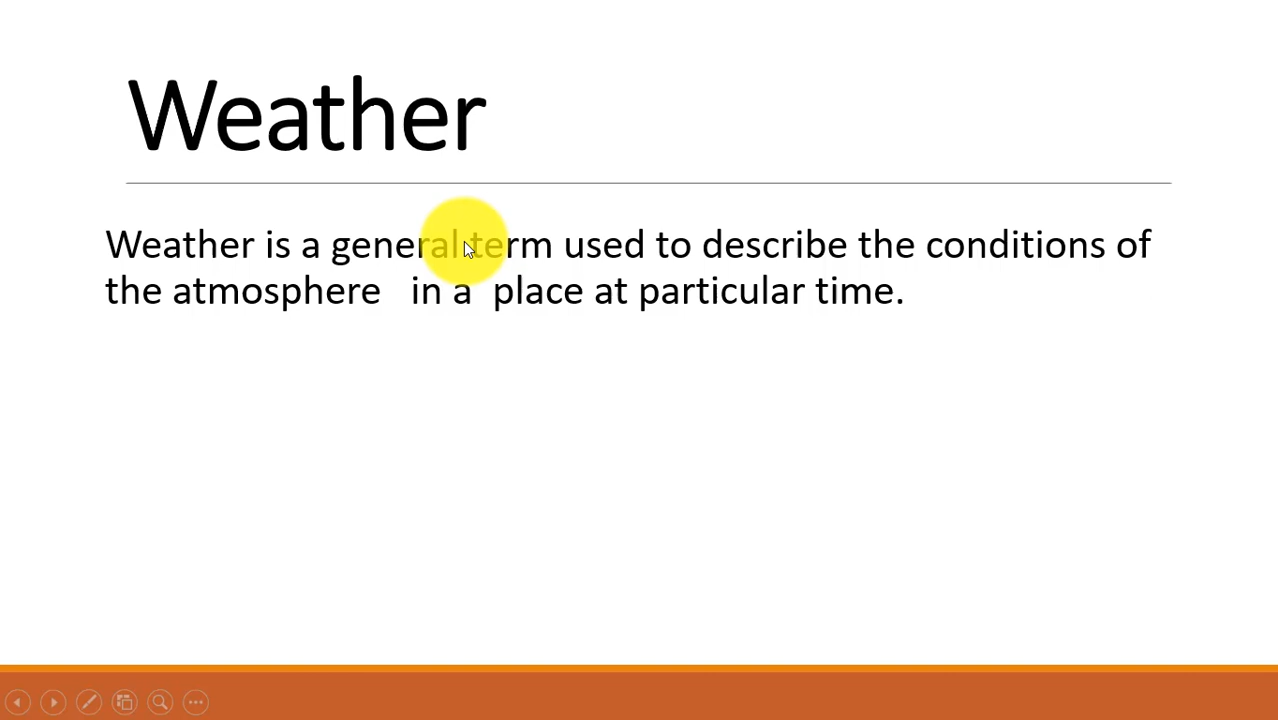 Weather
Weather is a general term used to describe the conditions of
the atmosphere   in a  place at particular time.